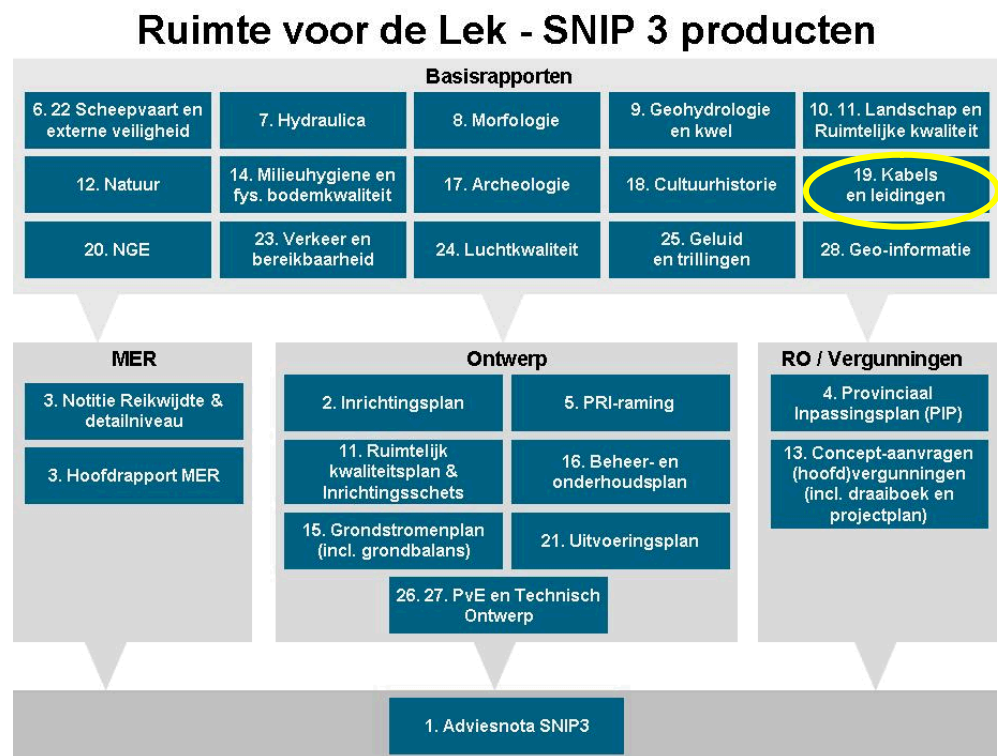 Ruimte voor de Lek - SNIP 3 producten
Basisrapporten
6. 22 Scheepvaart en
externe veiligheid
7. Hydraulica
8. Morfologie
9. Geohydrologie
en kwel
10. 11. Landschap en
Ruimtelijke kwaliteit
12. Natuur
14. Milieuhygiene en
fys. bodemkwaliteit
17. Archeologie
18. Cultuurhistorie
19. Kabels
en leidingen
20. NGE
23. Verkeer en
bereikbaarheid
24. Luchtkwaliteit
25. Geluid
en trillingen
28. Geo-informatie
MER
3. Notitie Reikwijdte &
detailniveau
3. Hoofdrapport MER
Ontwerp
2. Inrichtingsplan
5. PRI-raming
11. Ruimtelijk
kwaliteitsplan &
Inrichtingsschets
16. Beheer- en
onderhoudsplan
15. Grondstromenplan
(incl. grondbalans)
21. Uitvoeringsplan
26. 27. PvE en Technisch
Ontwerp
RO / Vergunningen
4. Provinciaal
Inpassingsplan (PIP)
13. Concept-aanvragen
(hoofd)vergunningen
(incl. draaiboek en
projectplan)
1. Adviesnota SNIP3